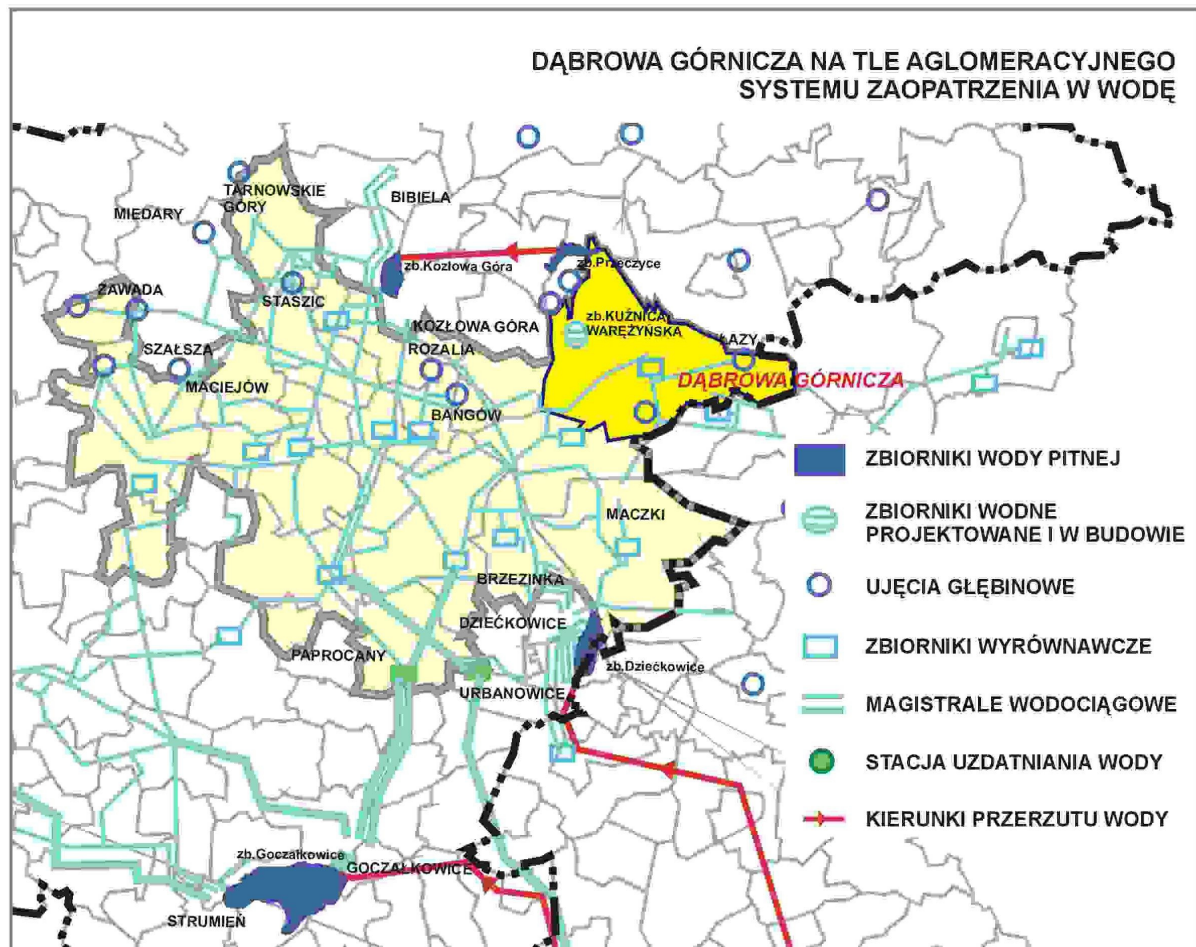 DĄBROWA GÓRNICZA NA TLE AGLOMERACYJNEGO
SYSTEMU ZAOPATRZENIA W WODĘ
TARNOWSKIE
GÓRY
BIBIELA
MIEDARY
zb.Kozłowa Góra
zb.Przeczyce
ZAWADA
STASZIC
KOZŁOWA GÓRA
zb.KUŹNICA
WARĘŻYŃSKA
SZAŁSZA
ROZALIA
ŁAZY
MACIEJÓW
DĄBROWA GÓRNICZA
BAŃGÓW
ZBIORNIKI WODY PITNEJ
MACZKI
ZBIORNIKI WODNE
PROJEKTOWANE I W BUDOWIE
BRZEZINKA
UJĘCIA GŁĘBINOWE
DZIEĆKOWICE
ZBIORNIKI WYRÓWNAWCZE
PAPROCANY
zb.Dziećkowice
URBANOWICE
MAGISTRALE WODOCIĄGOWE
STACJA UZDATNIANIA WODY
KIERUNKI PRZERZUTU WODY
zb.Goczałkowice
GOCZAŁKOWICE
STRUMIEŃ